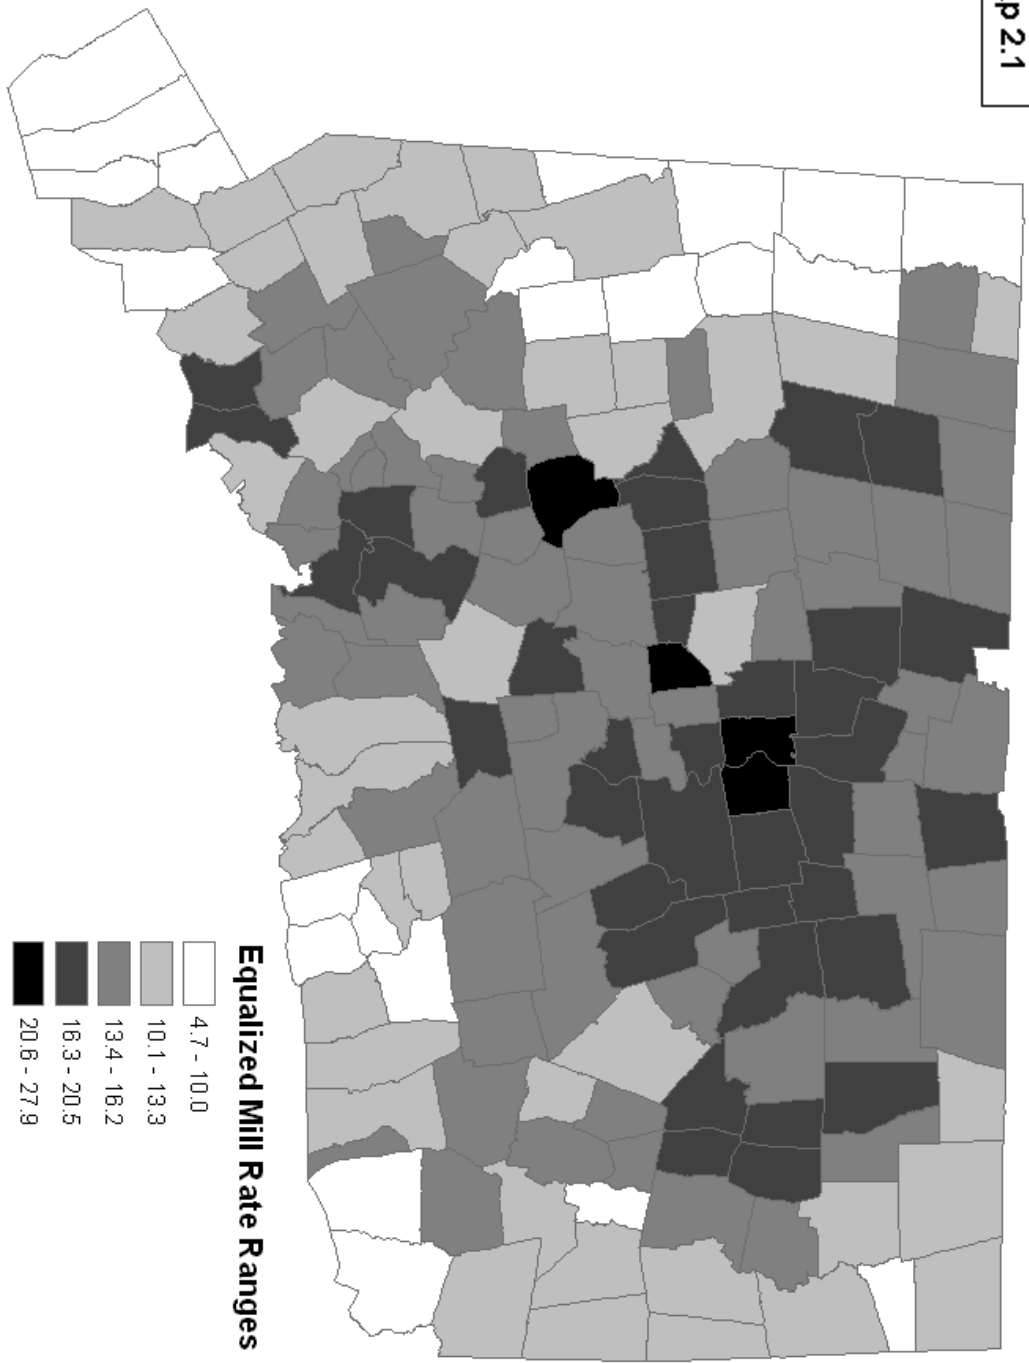 p 2.1
Equalized Mill Rate Ranges
4.7 - 10.0
10.1 - 13.3
13.4 - 16.2
16.3 - 20.5
20.6 - 27.9